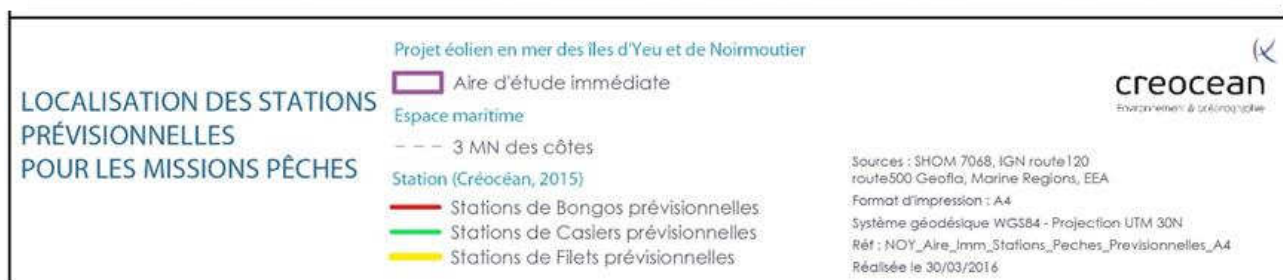 LOCALISATION DES STATIONS
PRÉVISIONNELLES
POUR LES MISSIONS PÊCHES
Projet éolien en mer des îles d'Yeu et de Noirmoutier
Aire d'étude immédiate
Espace maritime
3 MN des côtes
Station (Créocéan, 2015)
Stations de Bongos prévisionnelles
Stations de Casiers prévisionnelles
Stations de Filets prévisionnelles
creocean
Environnement & océanographie
Sources : SHOM 7068, IGN route120
route500 Geofla, Marine Regions, EEA
Format d'impression : A4
Système géodésique WGS84 - Projection UTM 30N
Réf : NOY_Aire_Imm_Stations_Peches_Previsionnelles_A4
Réalisée le 30/03/2016